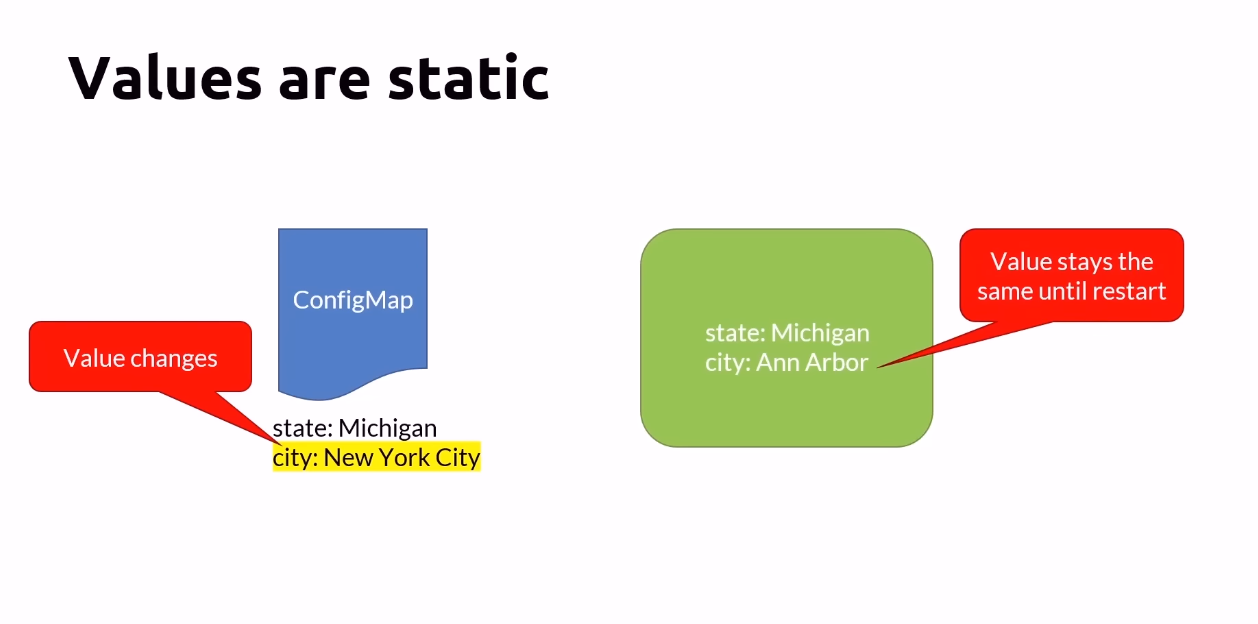 Values are static
ConfigMap
Value changes
state: Michigan
city: New York City
state: Michigan
city: Ann Arbor
Value stays the
same until restart